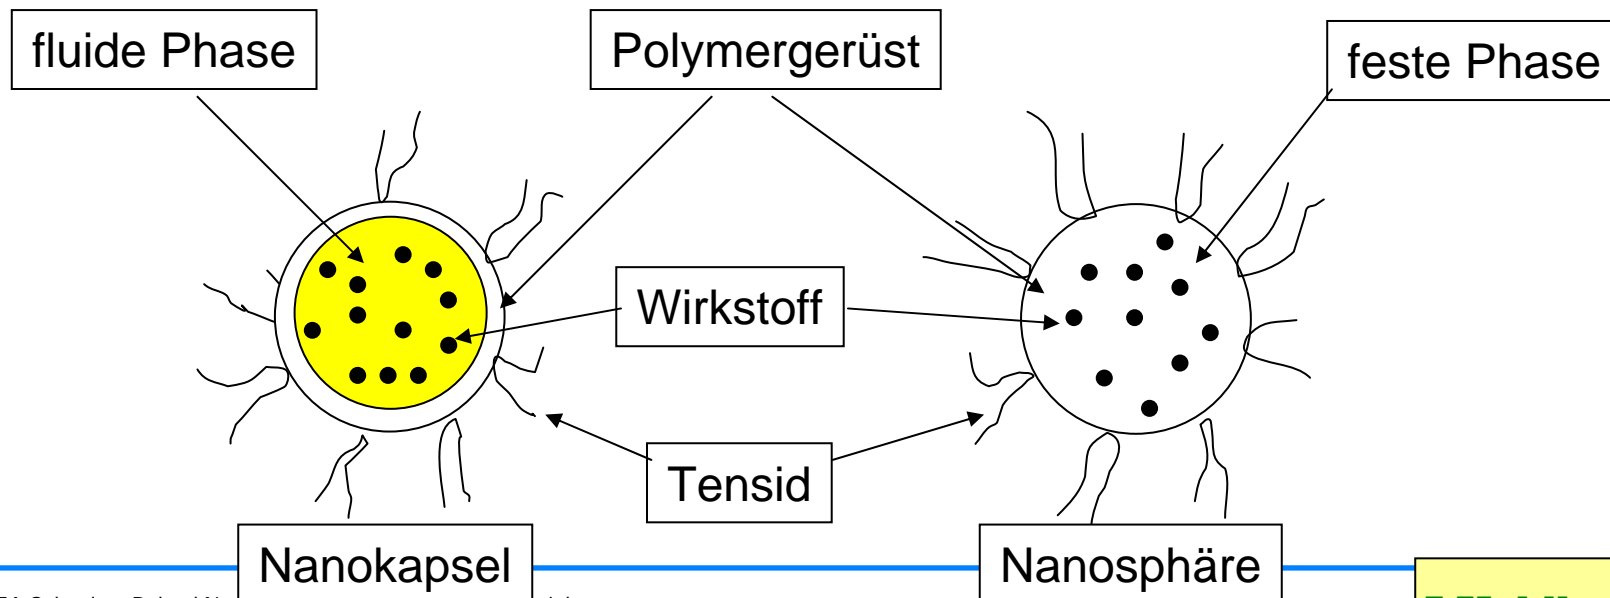 fluide Phase
Polymergerüst
feste Phase
Wirkstoff
Tensid
Nanokapsel
Nanosphäre